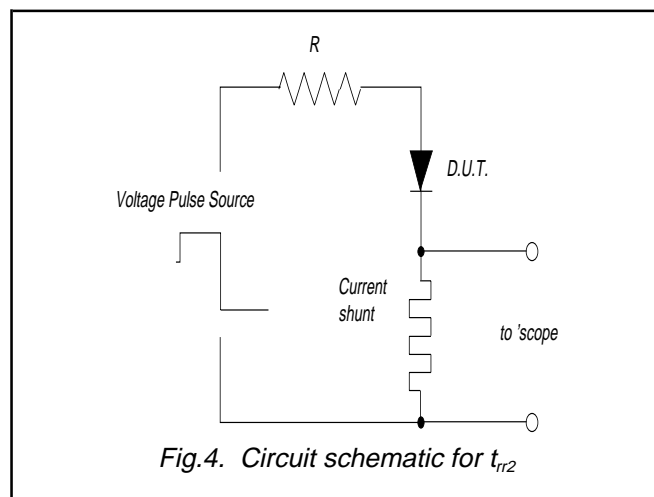 R
D.U.T.
Voltage Pulse Source
Current
shunt
to 'scope
Fig.4. Circuit schematic for trr2